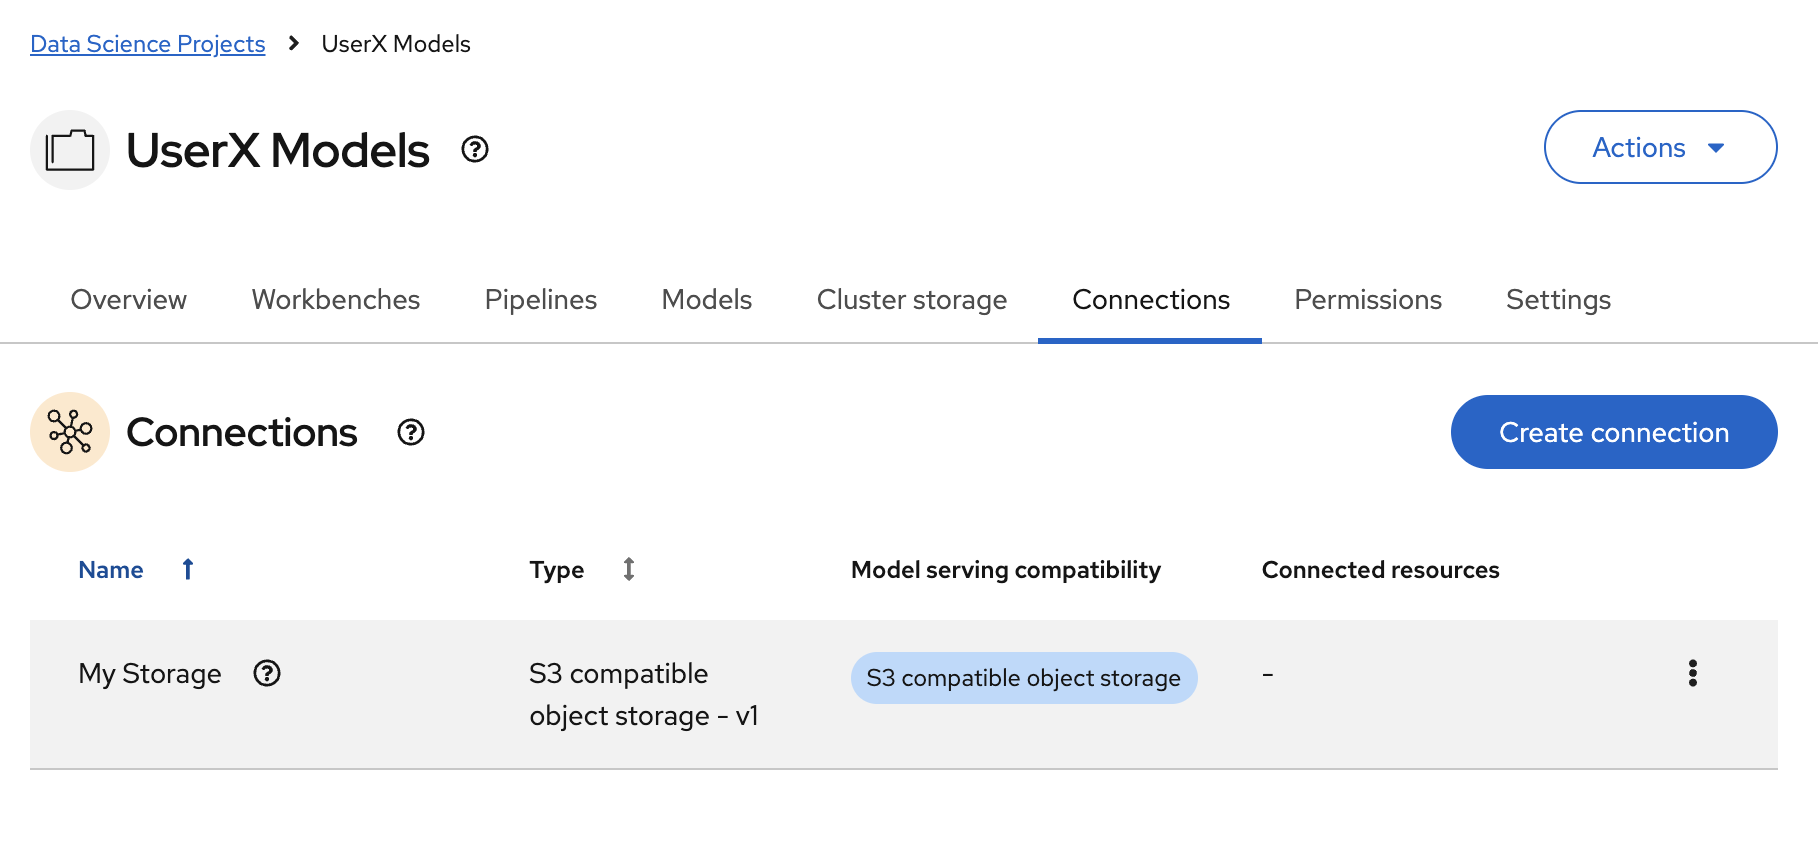 Data Science Projects > UserX Models
UserX Models
Actions
Overview Workbenches Pipelines Models Cluster storage Connections Permissions Settings
Connections
Create connection
Name Type Model serving compatibility Connected resources
My Storage S3 compatible object storage - v1 S3 compatible object storage -